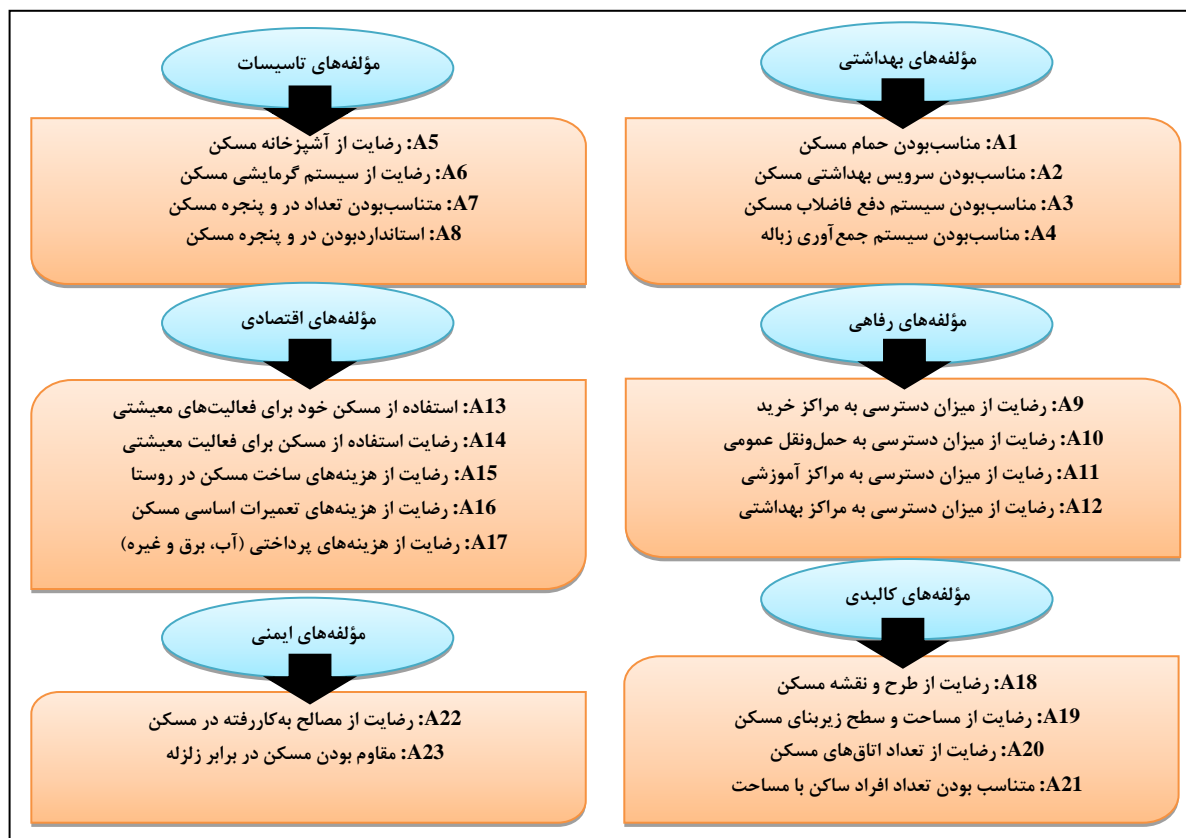 مؤلفه‌های بهداشتی
A1: مناسب‌بودن حمام مسکن
A2: مناسب‌بودن سرویس بهداشتی مسکن
A3: مناسب‌بودن سیستم دفع فاضلاب مسکن
A4: مناسب‌بودن سیستم جمع‌آوری زباله
مؤلفه‌های تاسیسات
A5: رضایت از آشپزخانه مسکن
A6: رضایت از سیستم گرمایشی مسکن
A7: متناسب‌بودن تعداد در و پنجره مسکن
A8: استانداردبودن در و پنجره مسکن
مؤلفه‌های رفاهی
A9: رضایت از میزان دسترسی به مراکز خرید
A10: رضایت از میزان دسترسی به حمل‌ونقل عمومی
A11: رضایت از میزان دسترسی به مراکز آموزشی
A12: رضایت از میزان دسترسی به مراکز بهداشتی
مؤلفه‌های اقتصادی
A13: استفاده از مسکن خود برای فعالیت‌های معیشتی
A14: رضایت استفاده از مسکن برای فعالیت معیشتی
A15: رضایت از هزینه‌های ساخت مسکن در روستا
A16: رضایت از هزینه‌های تعمیرات اساسی مسکن
A17: رضایت از هزینه‌های پرداختی (آب، برق و غیره)
مؤلفه‌های کالبدی
A18: رضایت از طرح و نقشه مسکن
A19: رضایت از مساحت و سطح زیربنای مسکن
A20: رضایت از تعداد اتاق‌های مسکن
A21: متناسب بودن تعداد افراد ساکن با مساحت
مؤلفه‌های ایمنی
A22: رضایت از مصالح به‌کاررفته در مسکن
A23: مقاوم بودن مسکن در برابر زلزله